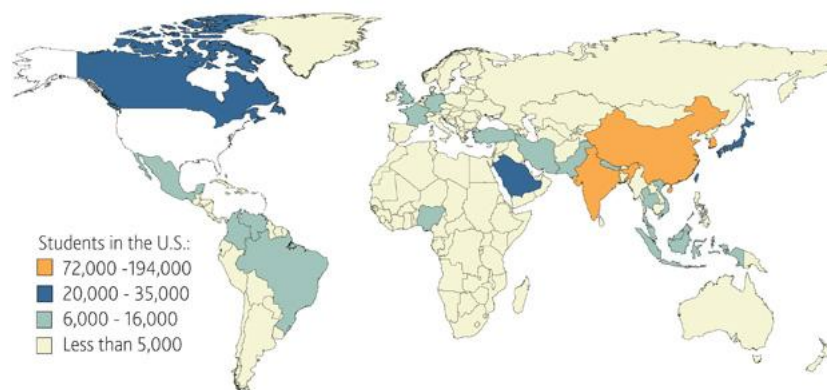 Students in the U.S.:
72,000 -194,000
20,000 - 35,000
6,000 - 16,000
Less than 5,000